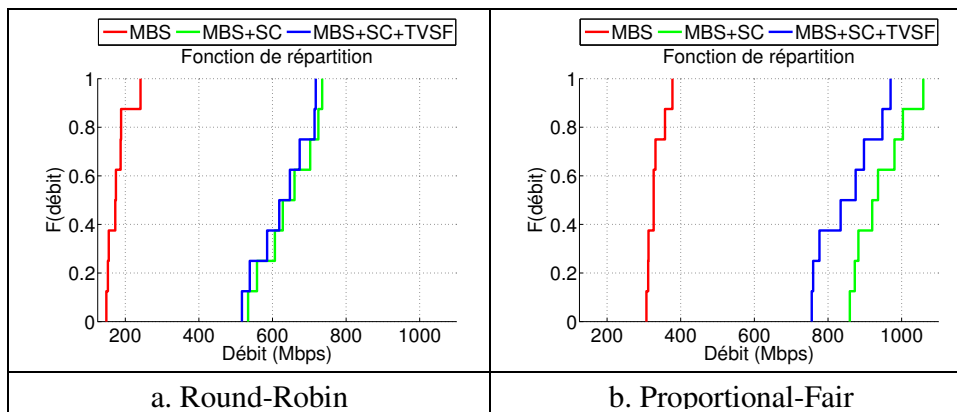 MBS MBS+SC MBS+SC+TVSF
Fonction de répartition
1
0.8
0.6
0.4
0.2
0
F(débit)
200 400 600 800 1000
Débit (Mbps)
a. Round-Robin
MBS MBS+SC MBS+SC+TVSF
Fonction de répartition
1
0.8
0.6
0.4
0.2
0
F(débit)
200 400 600 800 1000
Débit (Mbps)
b. Proportional-Fair